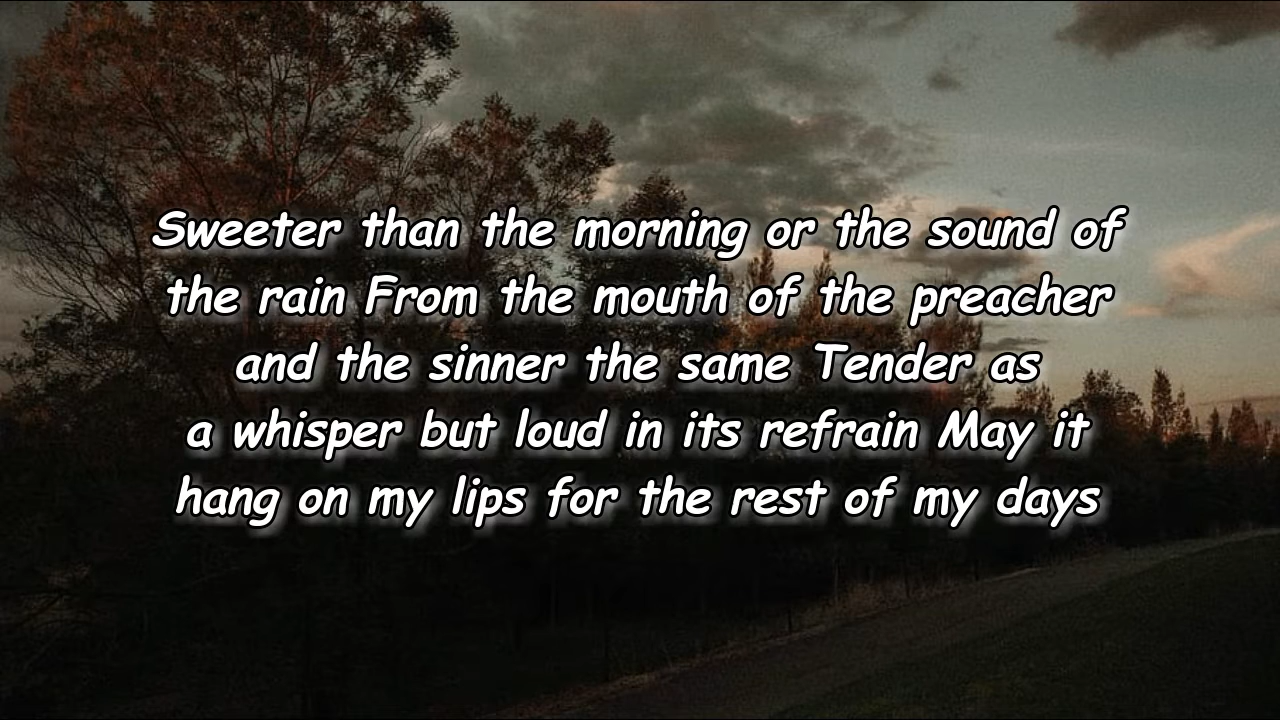 Sweeter than the morning or the sound of
the rain From the mouth of the preacher
and the sinner the same Tender as
a whisper but loud in its refrain May it
hang on my lips for the rest of my days